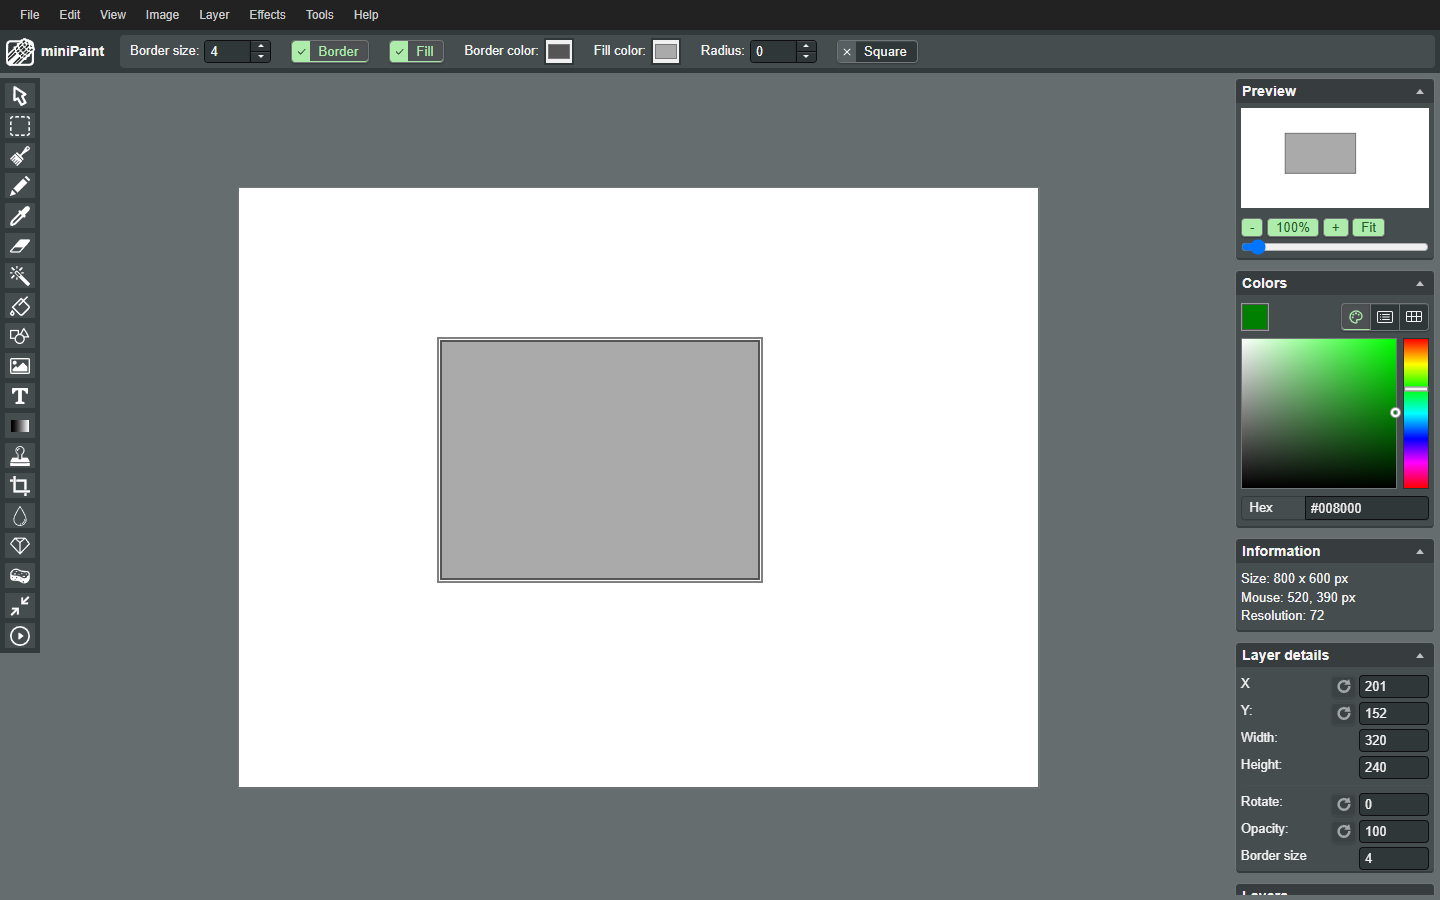 File Edit View Image Layer Effects Tools Help
miniPaint Border size: 4 Border Fill Border color: Fill color: Radius: 0 Square
Preview
- 100% + Fit
Colors
Hex #008000
Information
Size: 800 x 600 px
Mouse: 520, 390 px
Resolution: 72
Layer details
X 201
Y: 152
Width: 320
Height: 240
Rotate: 0
Opacity: 100
Border size 4
Layers